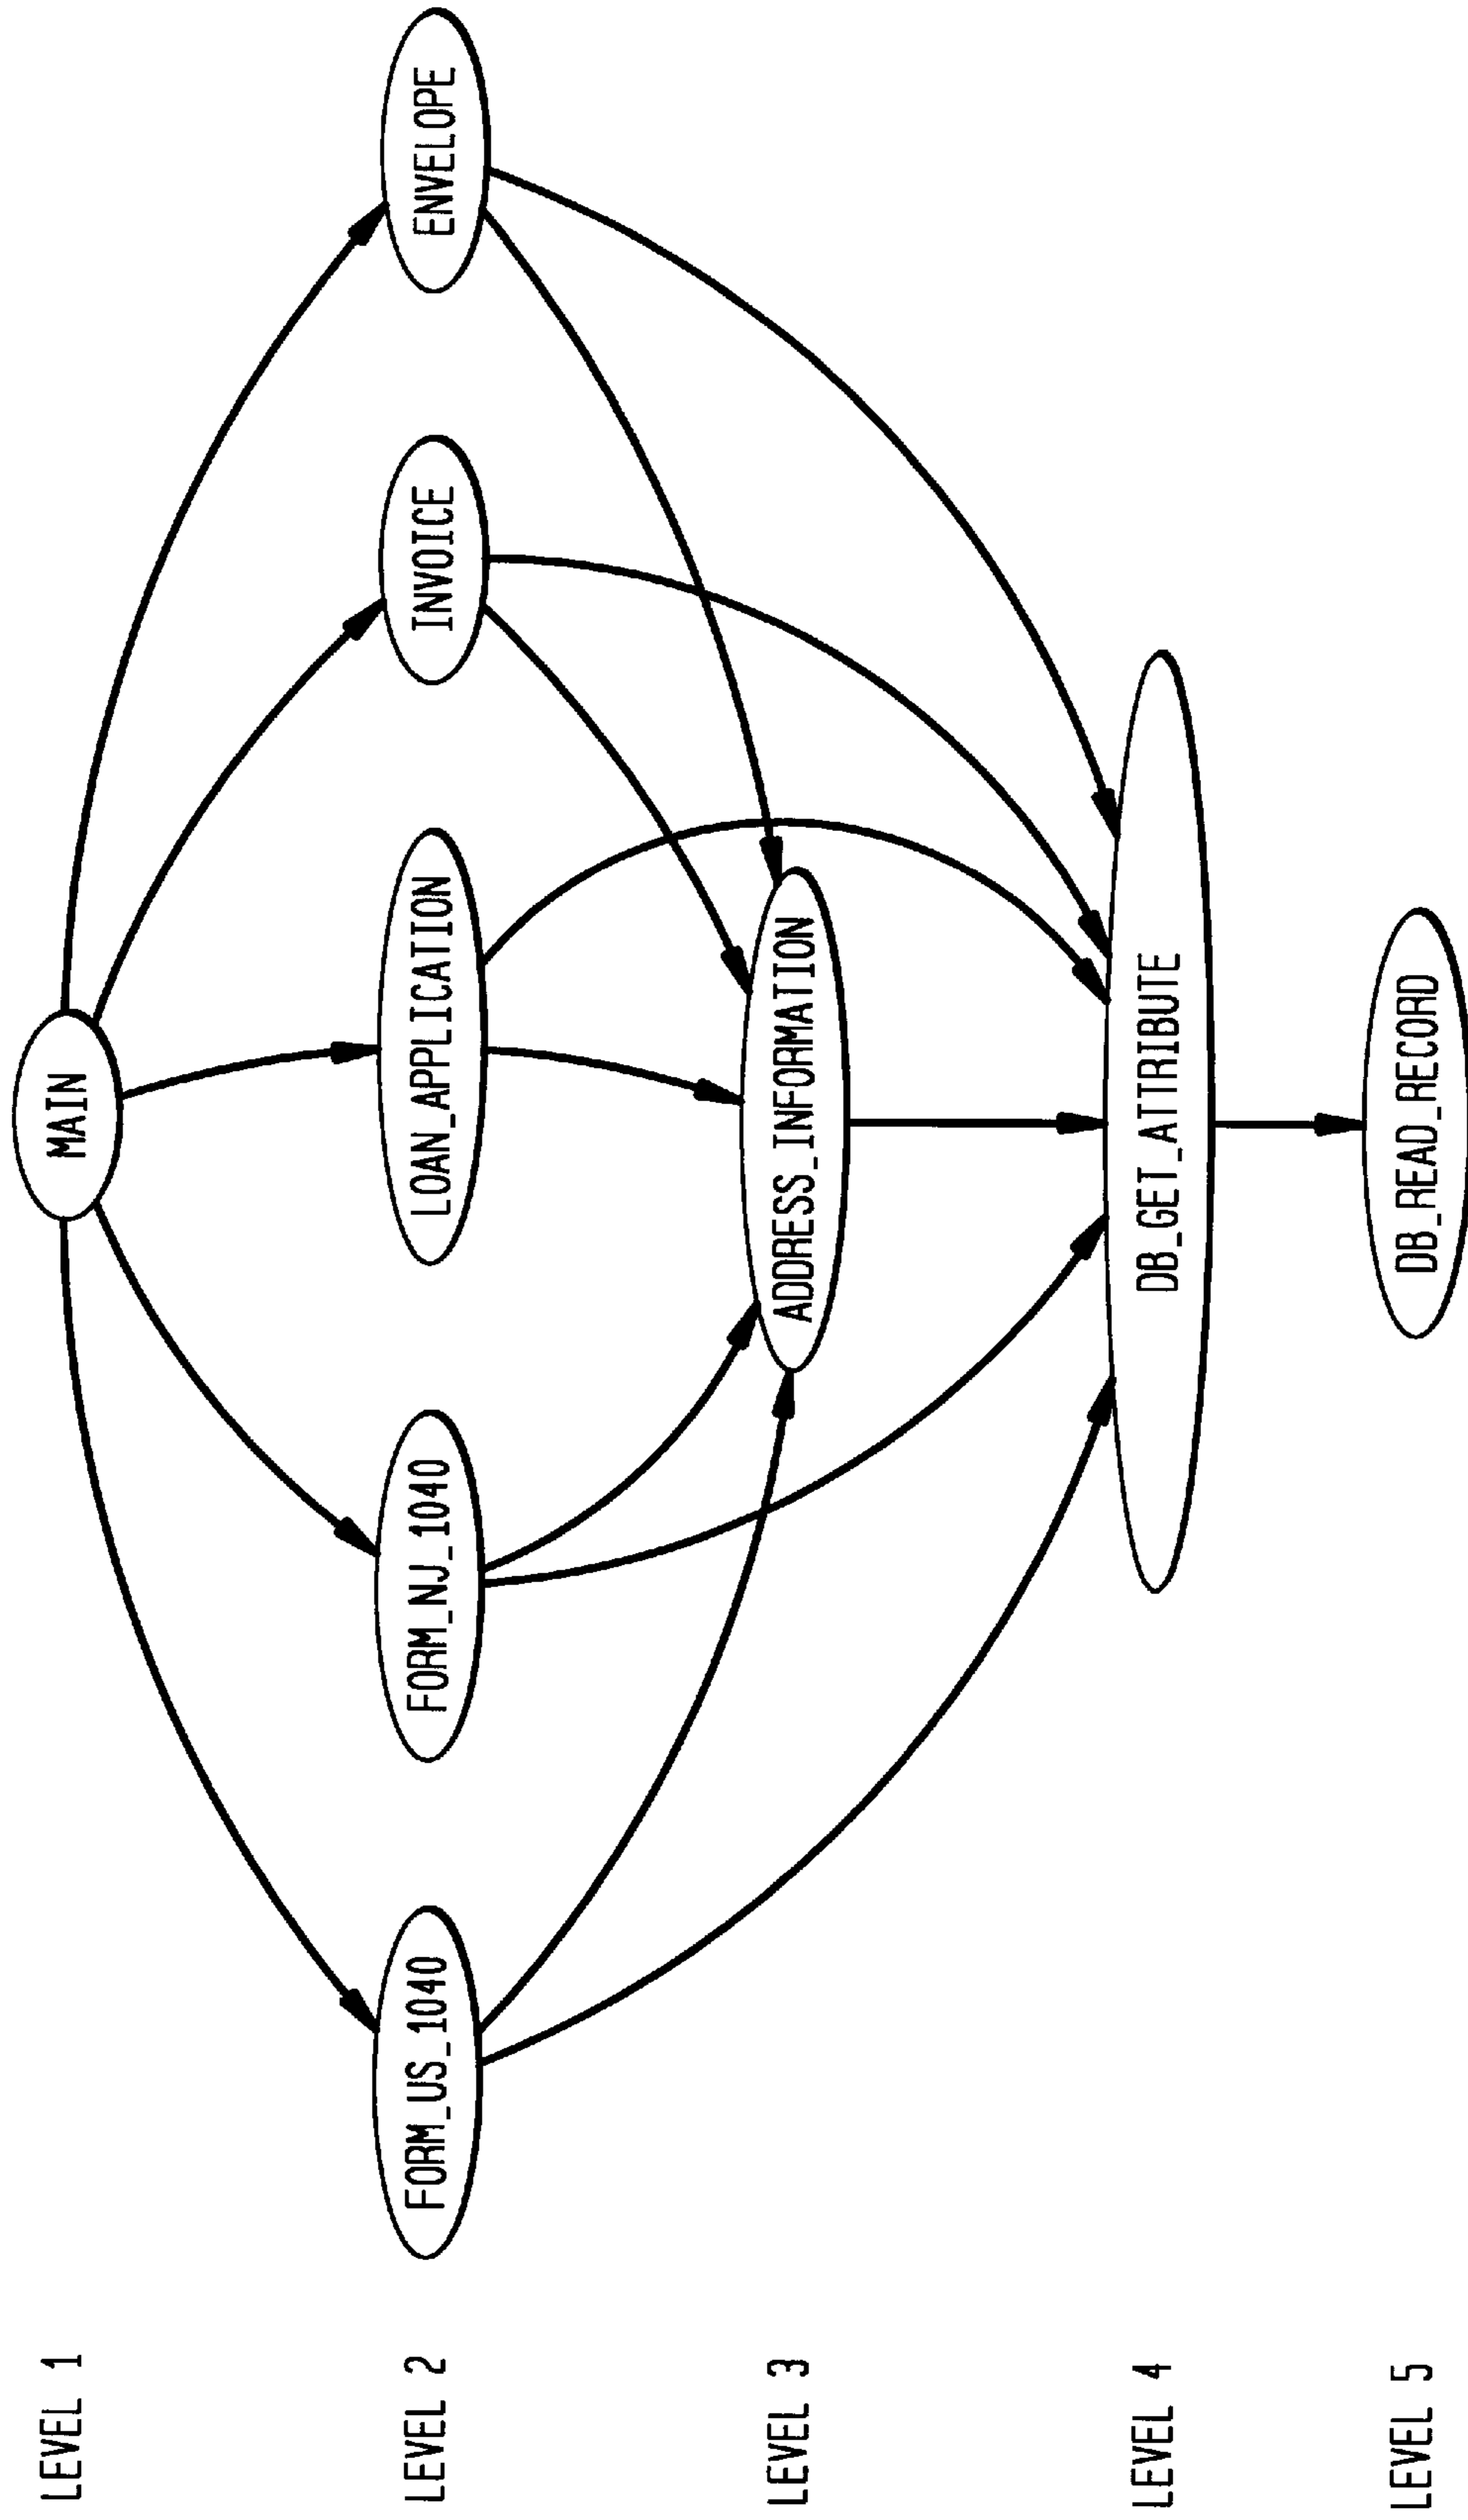 LEVEL 1
MAIN
LEVEL 2
FORM_US_1040
FORM_NJ_1040
LOAN_APPLICATION
INVOICE
ENVELOPE
LEVEL 3
ADDRESS_INFORMATION
LEVEL 4
DB_GET_ATTRIBUTE
LEVEL 5
DB_READ_RECORD